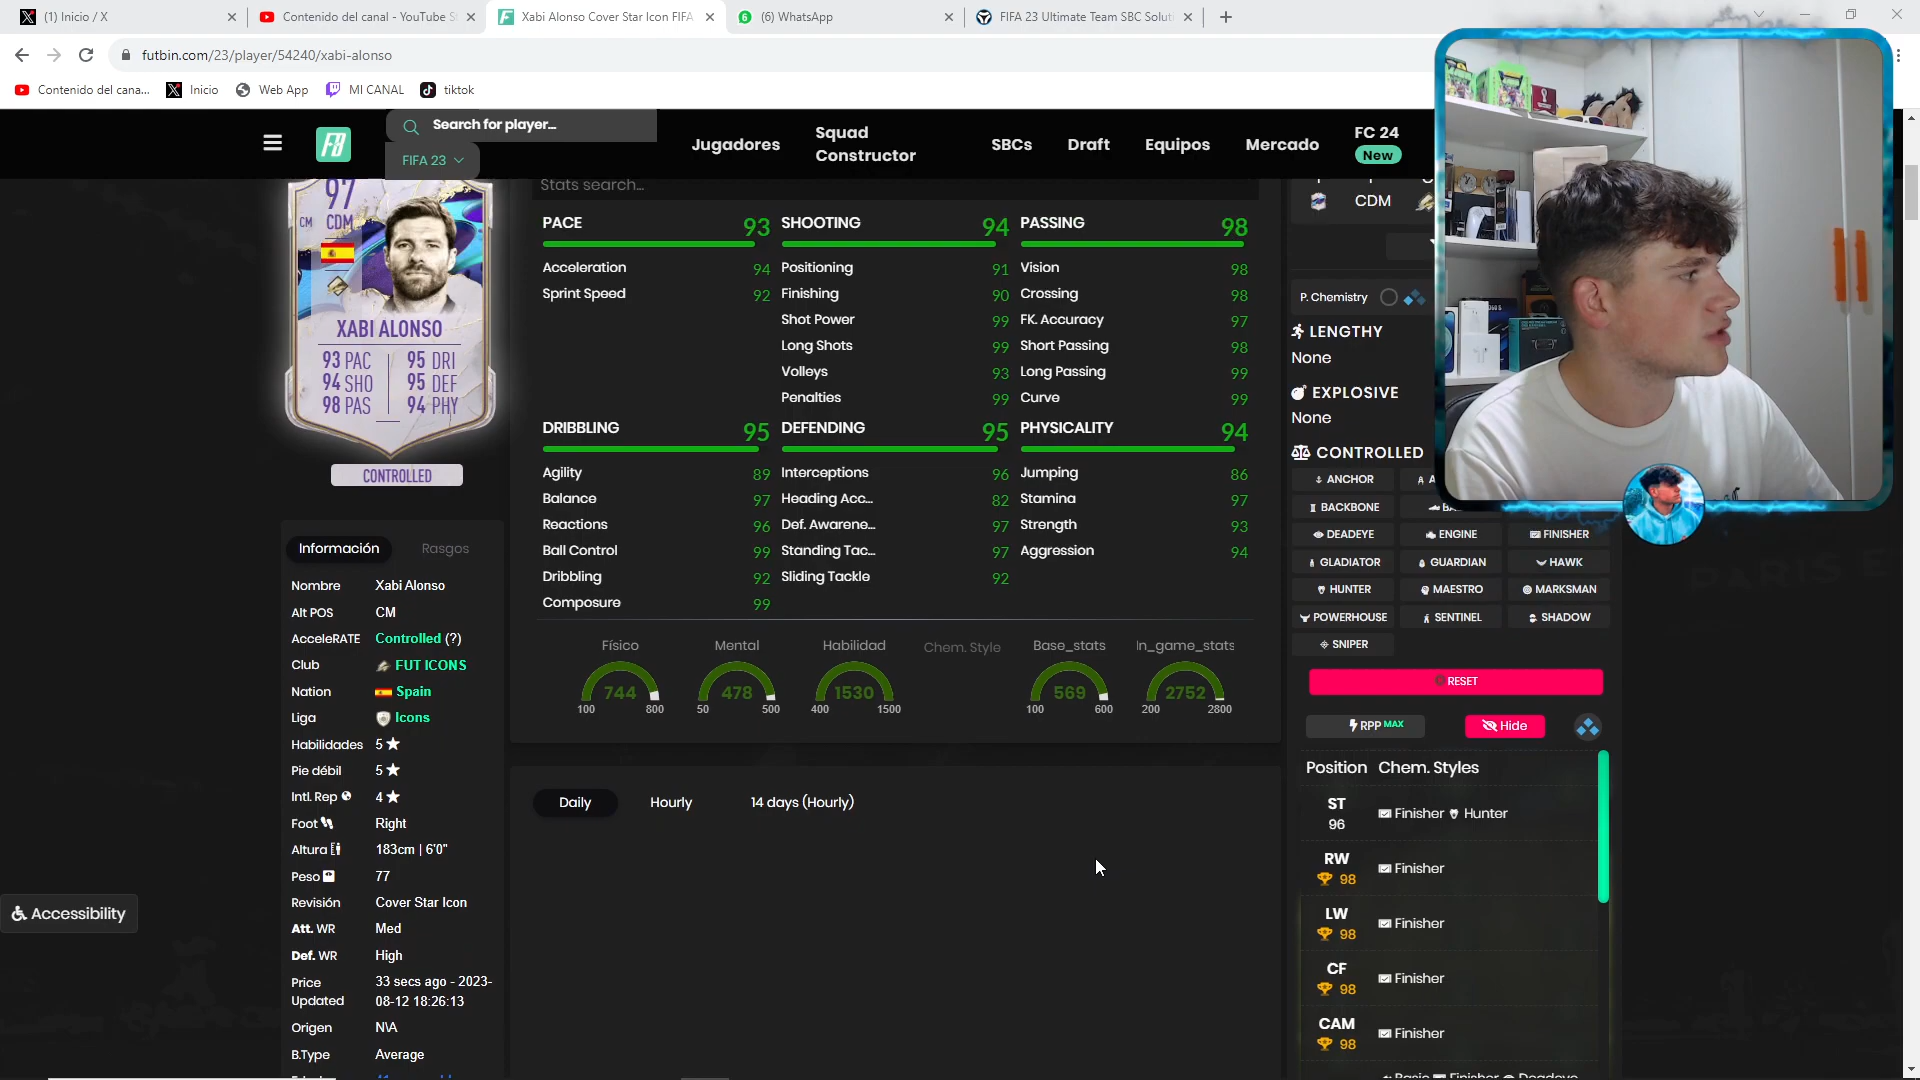 (1) Inicio / X
Contenido del canal - YouTube S
Xabi Alonso Cover Star Icon FIFA
(6) WhatsApp
FIFA 23 Ultimate Team SBC Solut
futbin.com/23/player/54240/xabi-alonso
Contenido del cana...
Inicio
Web App
MI CANAL
tiktok
Search for player...
FIFA 23
Jugadores
Squad Constructor
SBCs
Draft
Equipos
Mercado
FC 24
New
Stats search...
97
CM
CDM
XABI ALONSO
93 PAC 95 DRI
94 SHO 95 DEF
98 PAS 94 PHY
CONTROLLED
PACE 93
Acceleration 94
Sprint Speed 92
SHOOTING 94
Positioning 91
Finishing 90
Shot Power 99
Long Shots 99
Volleys 93
Penalties 99
PASSING 98
Vision 98
Crossing 98
FK. Accuracy 97
Short Passing 98
Long Passing 99
Curve 99
DRIBBLING 95
Agility 89
Balance 97
Reactions 96
Ball Control 99
Dribbling 92
Composure 99
DEFENDING 95
Interceptions 96
Heading Acc... 82
Def. Awarene... 97
Standing Tac... 97
Sliding Tackle 92
PHYSICALITY 94
Jumping 86
Stamina 97
Strength 93
Aggression 94
Físico
744
100 800
Mental
478
50 500
Habilidad
1530
400 1500
Chem. Style
Base_stats
569
100 600
In_game_stats
2752
200 2800
Información Rasgos
Nombre Xabi Alonso
Alt POS CM
AcceleRATE Controlled (?)
Club FUT ICONS
Nation Spain
Liga Icons
Habilidades 5
Pie débil 5
Intl. Rep 4
Foot Right
Altura 183cm | 6'0"
Peso 77
Revisión Cover Star Icon
Att. WR Med
Def. WR High
Price Updated 33 secs ago - 2023-
08-12 18:26:13
Origen N\A
B.Type Average
Accessibility
Daily Hourly 14 days (Hourly)
CDM
P. Chemistry
LENGTHY
None
EXPLOSIVE
None
CONTROLLED
ANCHOR
BACKBONE
DEADEYE ENGINE FINISHER
GLADIATOR GUARDIAN HAWK
HUNTER MAESTRO MARKSMAN
POWERHOUSE SENTINEL SHADOW
SNIPER
RESET
RPP MAX
Hide
Position Chem. Styles
ST
96
Finisher Hunter
RW
98
Finisher
LW
98
Finisher
CF
98
Finisher
CAM
98
Finisher
Basic Finisher Deadeye